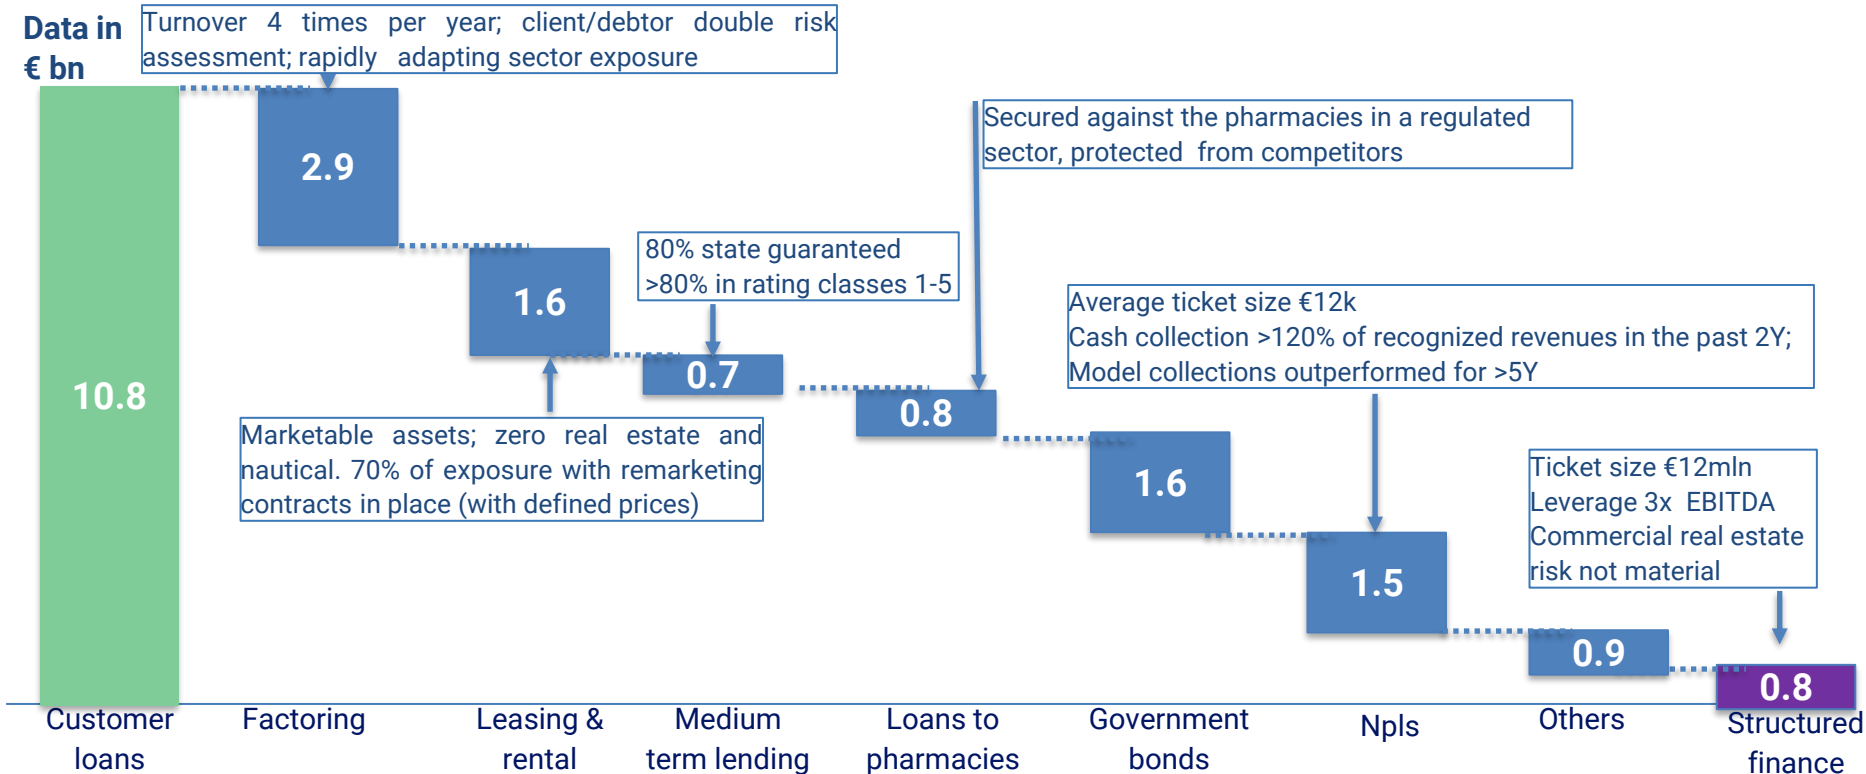 Data in
€ bn
Turnover 4 times per year; client/debtor double risk
assessment; rapidly adapting sector exposure
Secured against the pharmacies in a regulated
sector, protected from competitors
80% state guaranteed
>80% in rating classes 1-5
Average ticket size €12k
Cash collection >120% of recognized revenues in the past 2Y;
Model collections outperformed for >5Y
Marketable assets; zero real estate and
nautical. 70% of exposure with remarketing
contracts in place (with defined prices)
Ticket size €12mln
Leverage 3x EBITDA
Commercial real estate
risk not material
10.8
2.9
1.6
0.7
0.8
1.6
1.5
0.9
0.8
Customer
loans
Factoring
Leasing &
rental
Medium
term lending
Loans to
pharmacies
Government
bonds
Npls
Others
Structured
finance